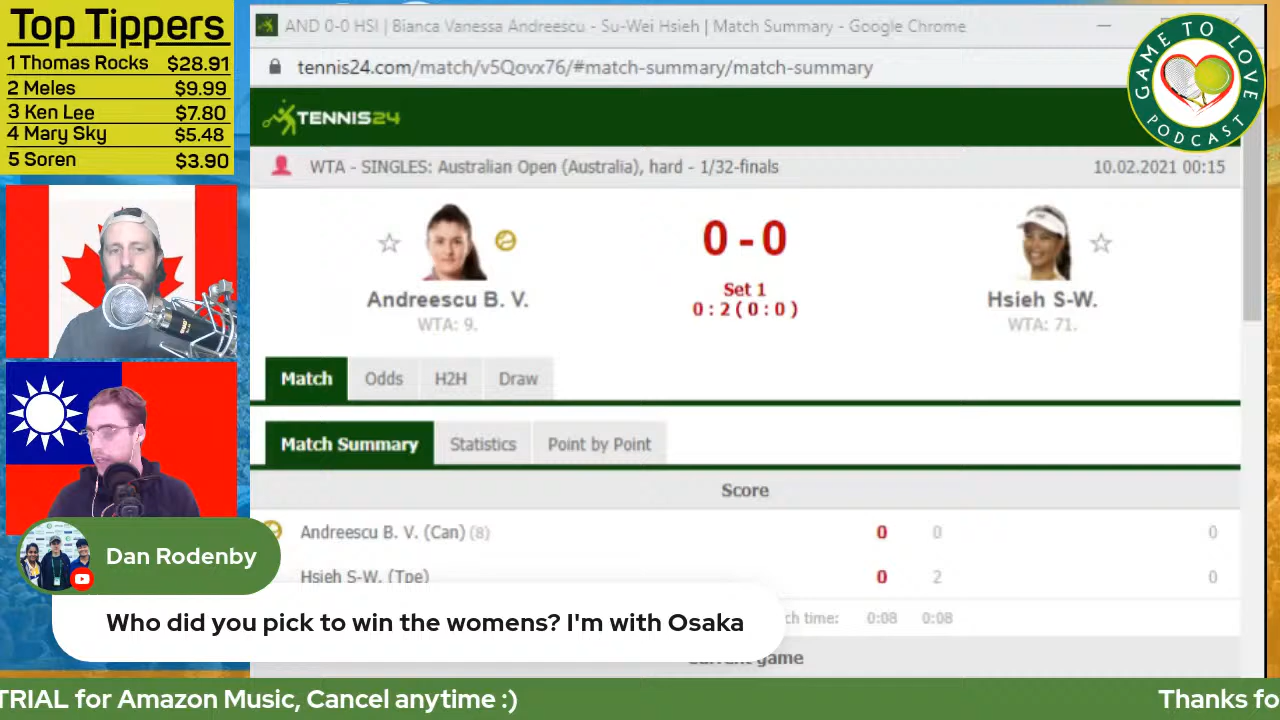 Top Tippers
1 Thomas Rocks $28.91
2 Meles $9.99
3 Ken Lee $7.80
4 Mary Sky $5.48
5 Soren $3.90
AND 0-0 HSI | Bianca Vanessa Andreescu - Su-Wei Hsieh | Match Summary - Google Chrome
tennis24.com/match/v5Qovx76/#match-summary/match-summary
GAME TO LOVE
PODCAST
TENNIS24
WTA - SINGLES: Australian Open (Australia), hard - 1/32-finals
10.02.2021 00:15
0 - 0
Set 1
0 : 2 ( 0 : 0 )
Andreescu B. V.
WTA: 9.
Hsieh S-W.
WTA: 71.
Match Odds H2H Draw
Match Summary Statistics Point by Point
Score
Andreescu B. V. (Can) (8) 0 0 0
Hsieh S-W. (Tpe) 0 2 0
time: 0:08 0:08
game
Dan Rodenby
Who did you pick to win the womens? I'm with Osaka
TRIAL for Amazon Music, Cancel anytime :)
Thanks fo